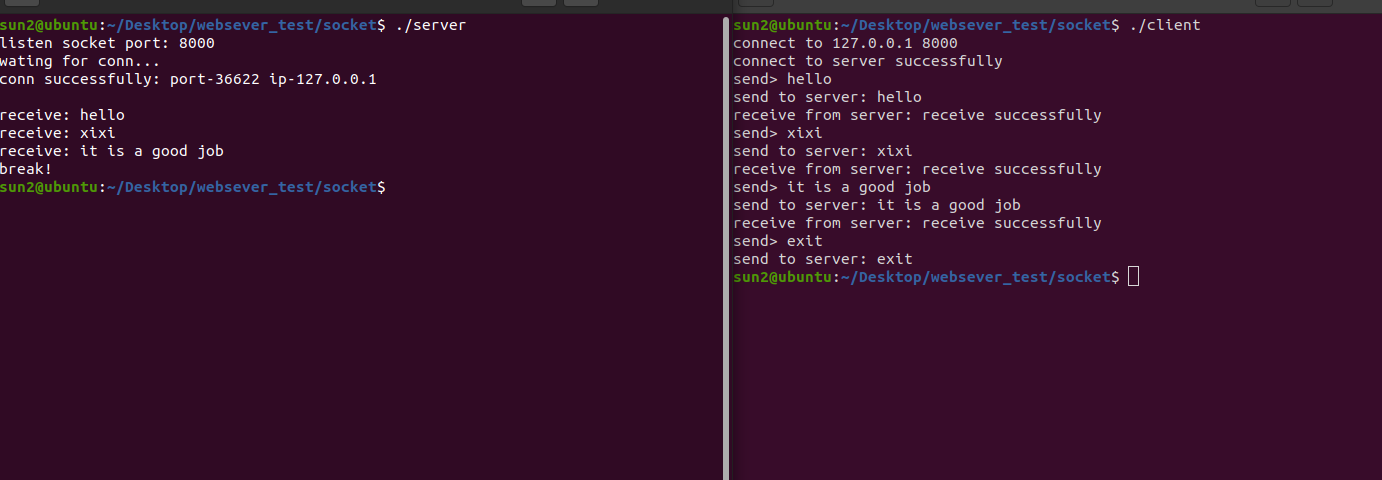 sun2@ubuntu:~/Desktop/websever_test/socket$ ./server
listen socket port: 8000
wating for conn...
conn successfully: port-36622 ip-127.0.0.1
receive: hello
receive: xixi
receive: it is a good job
break!
sun2@ubuntu:~/Desktop/websever_test/socket$
sun2@ubuntu:~/Desktop/websever_test/socket$ ./client
connect to 127.0.0.1 8000
connect to server successfully
send> hello
send to server: hello
receive from server: receive successfully
send> xixi
send to server: xixi
receive from server: receive successfully
send> it is a good job
send to server: it is a good job
receive from server: receive successfully
send> exit
send to server: exit
sun2@ubuntu:~/Desktop/websever_test/socket$